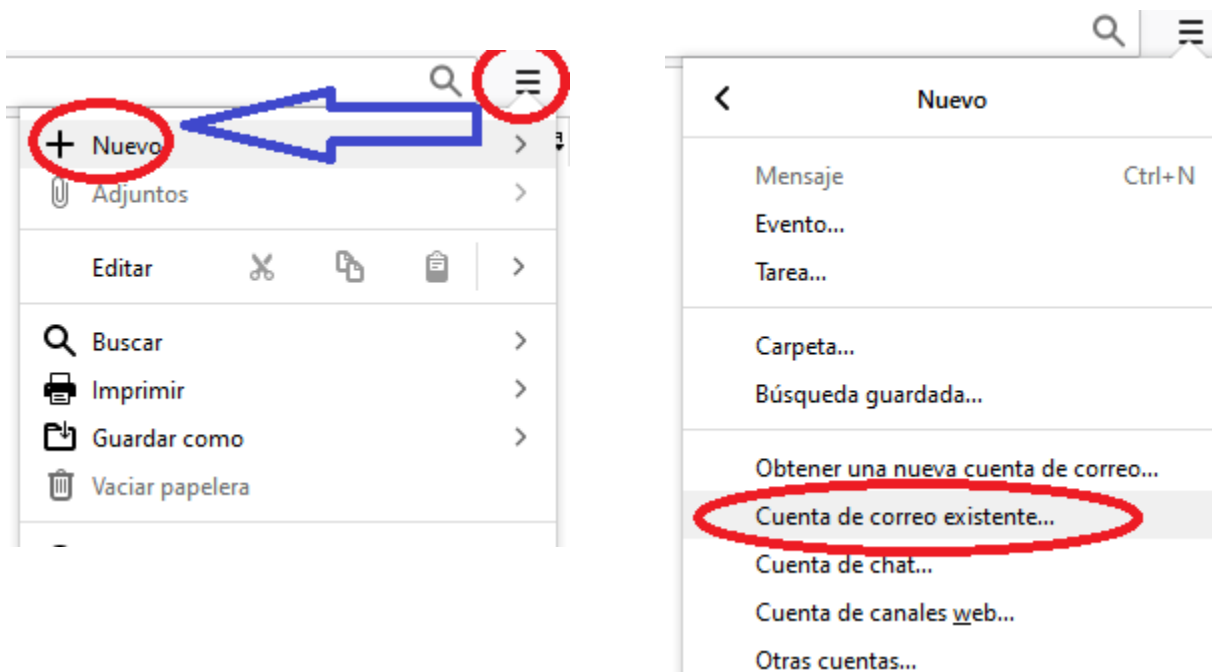 Nuevo
Adjuntos
Editar
Buscar
Imprimir
Guardar como
Vaciar papelera
Nuevo
Mensaje Ctrl+N
Evento...
Tarea...
Carpeta...
Búsqueda guardada...
Obtener una nueva cuenta de correo...
Cuenta de correo existente...
Cuenta de chat...
Cuenta de canales web...
Otras cuentas...